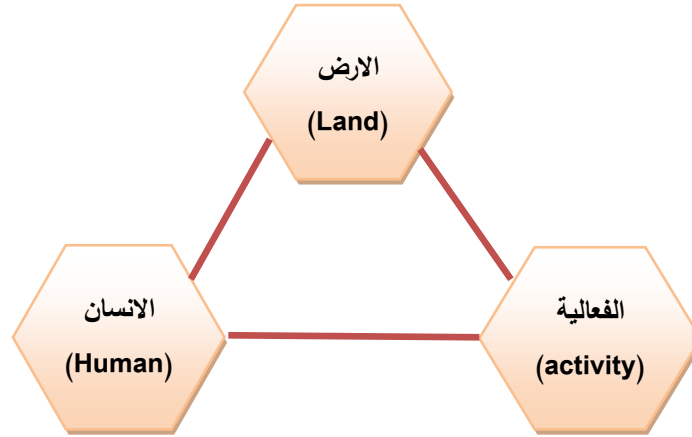 الارض
(Land)
الانسان
(Human)
الفعالية
(activity)